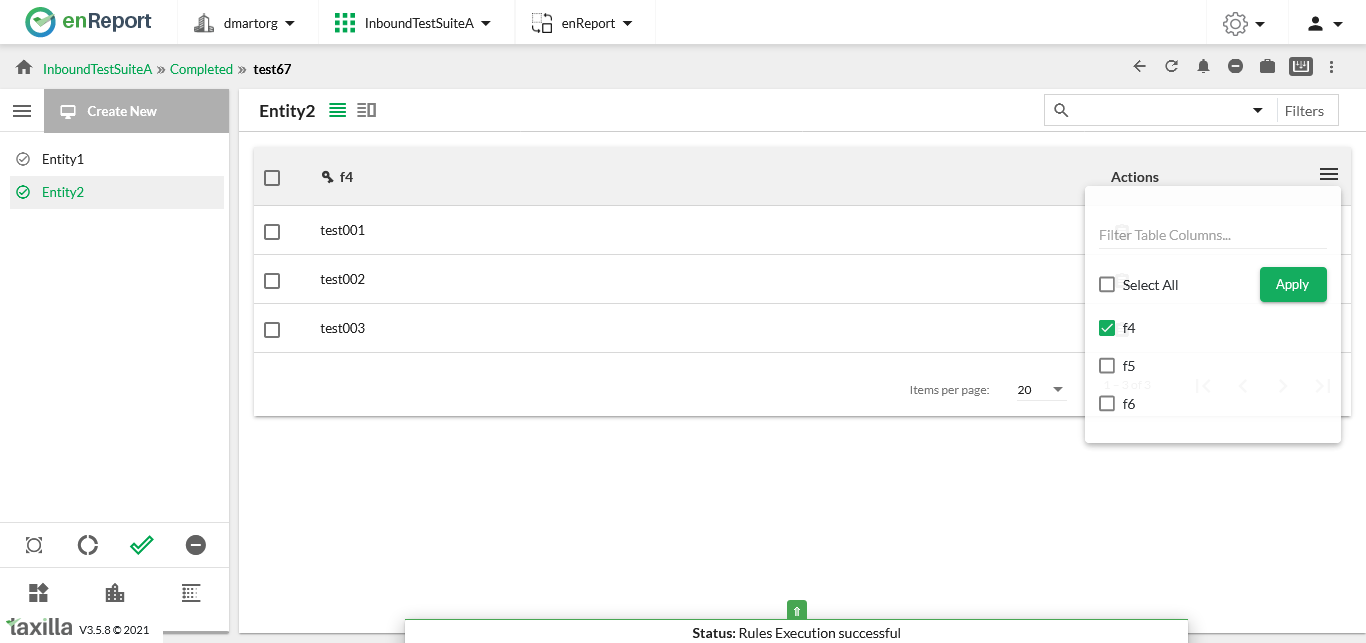 enReport
dmartorg
InboundTestSuiteA
enReport
InboundTestSuiteA » Completed » test67
Create New
Entity1
Entity2
Entity2
Filters
f4
Actions
test001
test002
test003
Items per page:
20
1 – 3 of 3
Filter Table Columns...
Select All
Apply
f4
f5
f6
taxilla
V3.5.8 © 2021
Status: Rules Execution successful